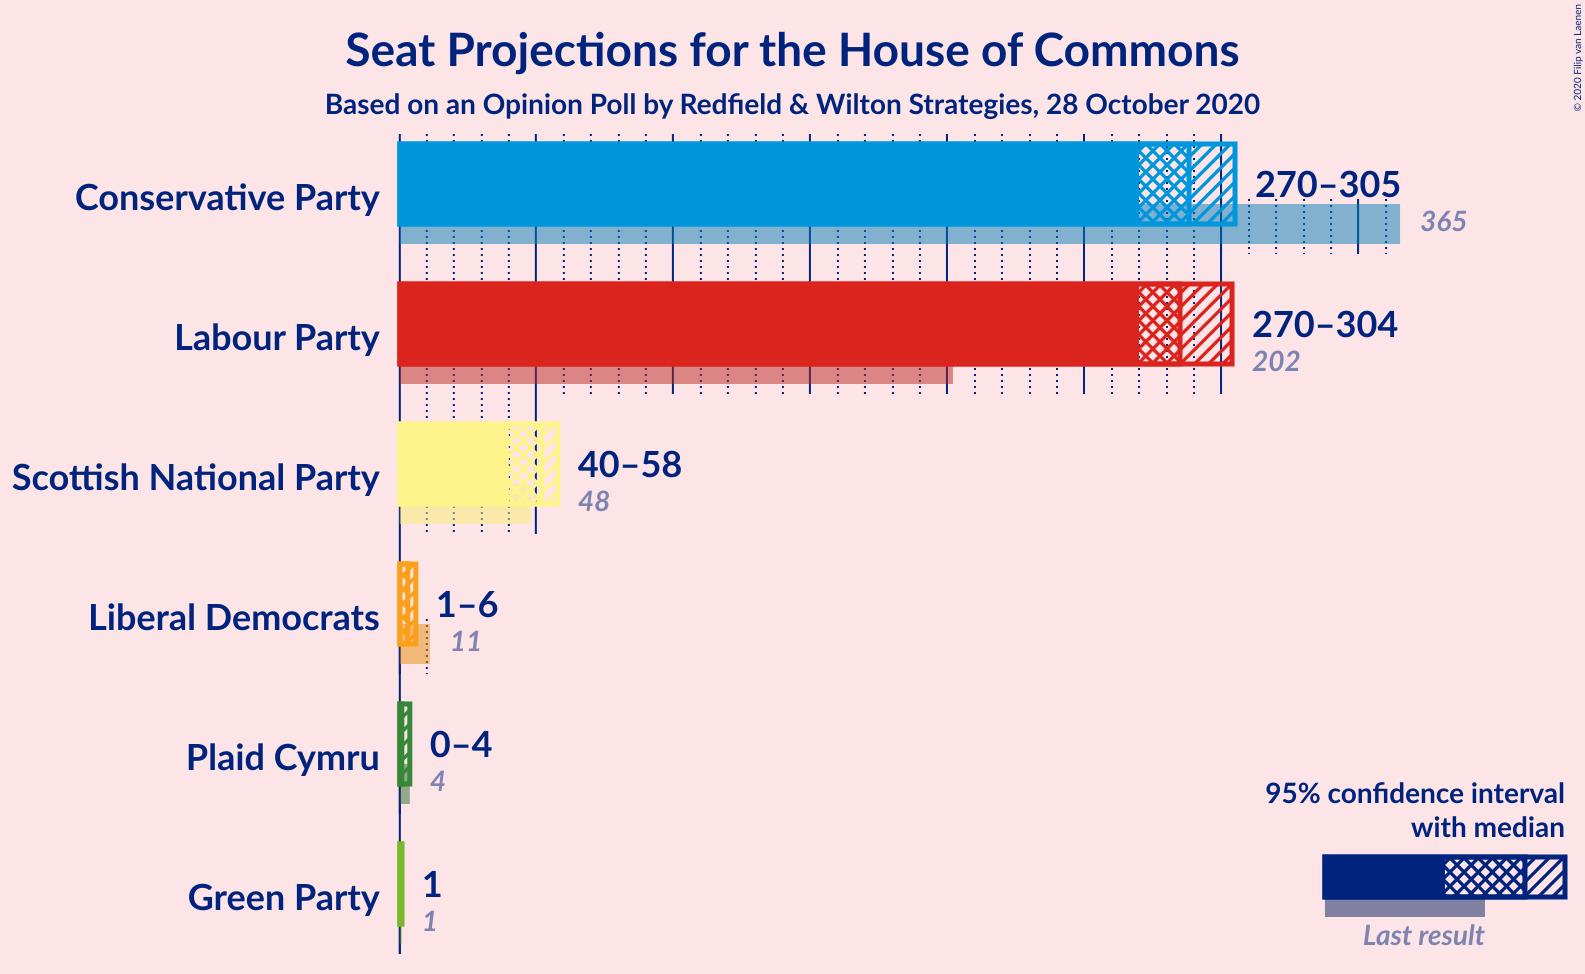 Seat Projections for the House of Commons
Based on an Opinion Poll by Redfield & Wilton Strategies, 28 October 2020
© 2020 Filip van Laenen
Conservative Party
270–305
365
Labour Party
270–304
202
Scottish National Party
40–58
48
Liberal Democrats
1–6
11
Plaid Cymru
0–4
4
Green Party
1
1
95% confidence interval
with median
Last result